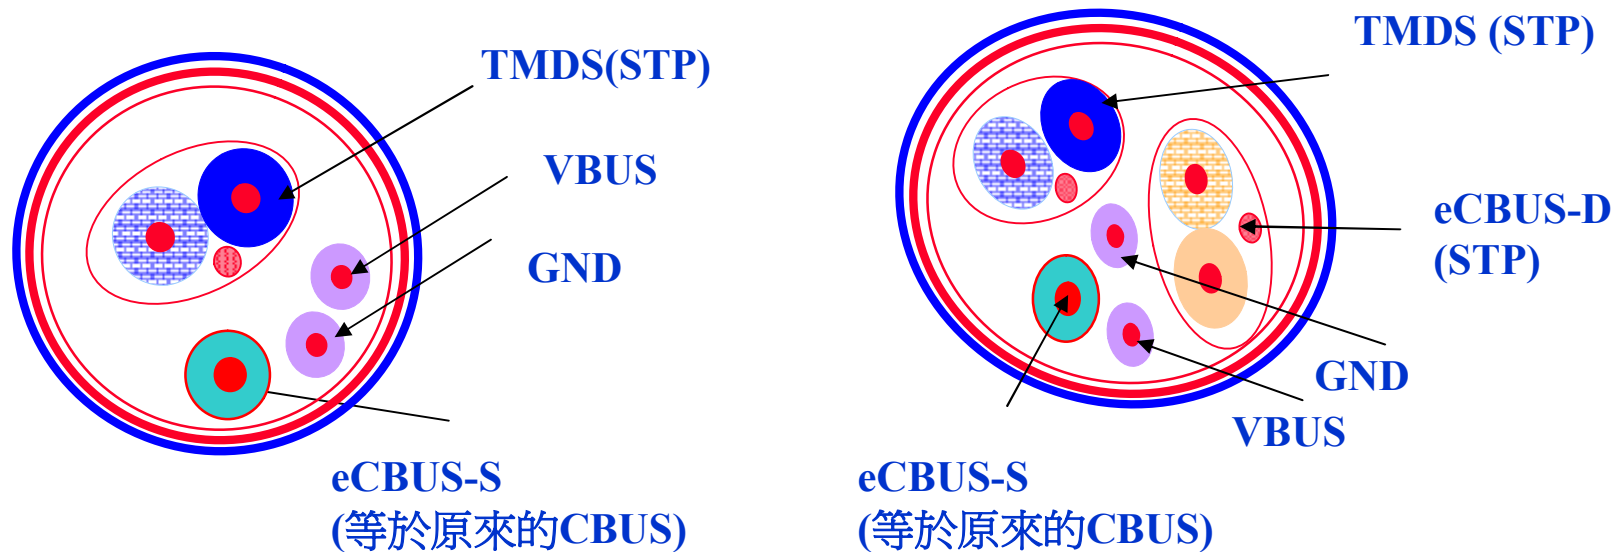 TMDS(STP)
VBUS
GND
eCBUS-S
(等於原來的CBUS)
TMDS (STP)
eCBUS-D
(STP)
GND
VBUS
eCBUS-S
(等於原來的CBUS)